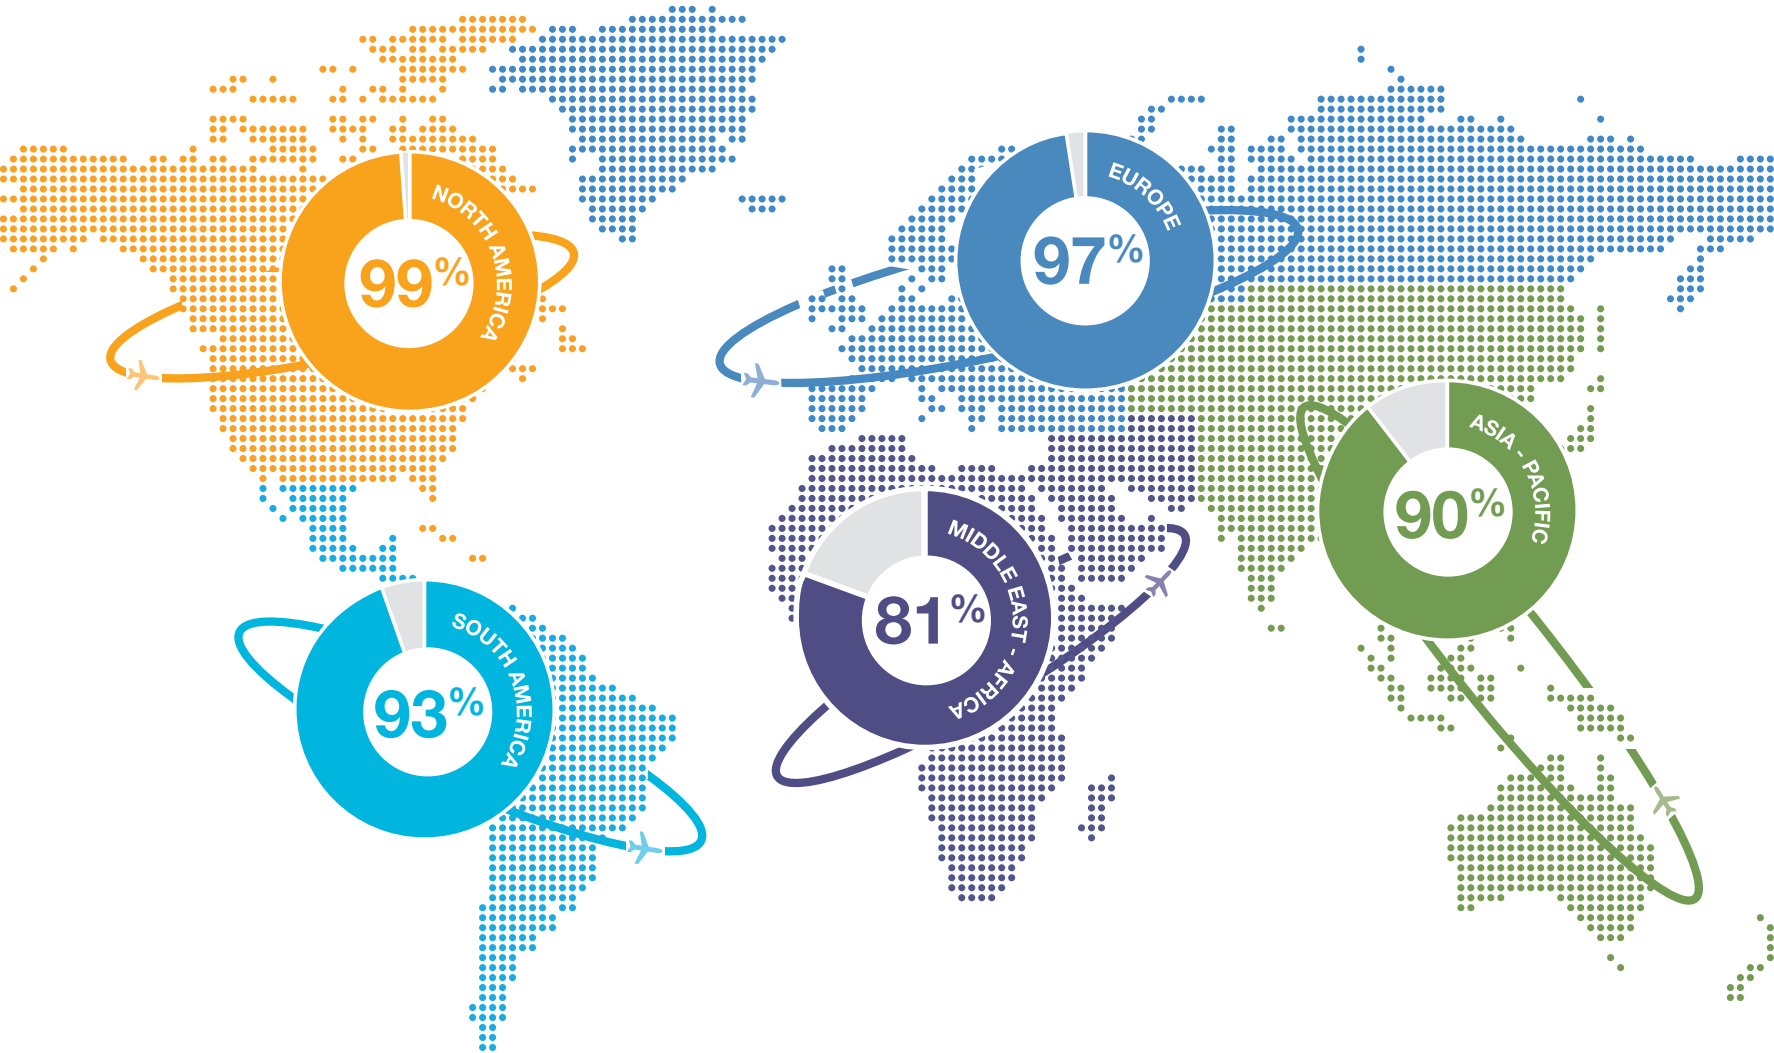 NORTH AMERICA
99%
EUROPE
97%
ASIA - PACIFIC
90%
MIDDLE EAST - AFRICA
81%
SOUTH AMERICA
93%